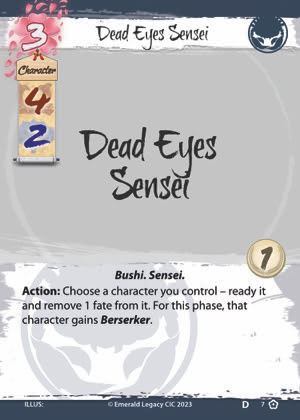 3
Dead Eyes Sensei
Character
4
2
Dead Eyes
Sensei
1
Bushi. Sensei.
Action: Choose a character you control – ready it
and remove 1 fate from it. For this phase, that
character gains Berserker.
ILLUS:
© Emerald Legacy CIC 2023
D 7